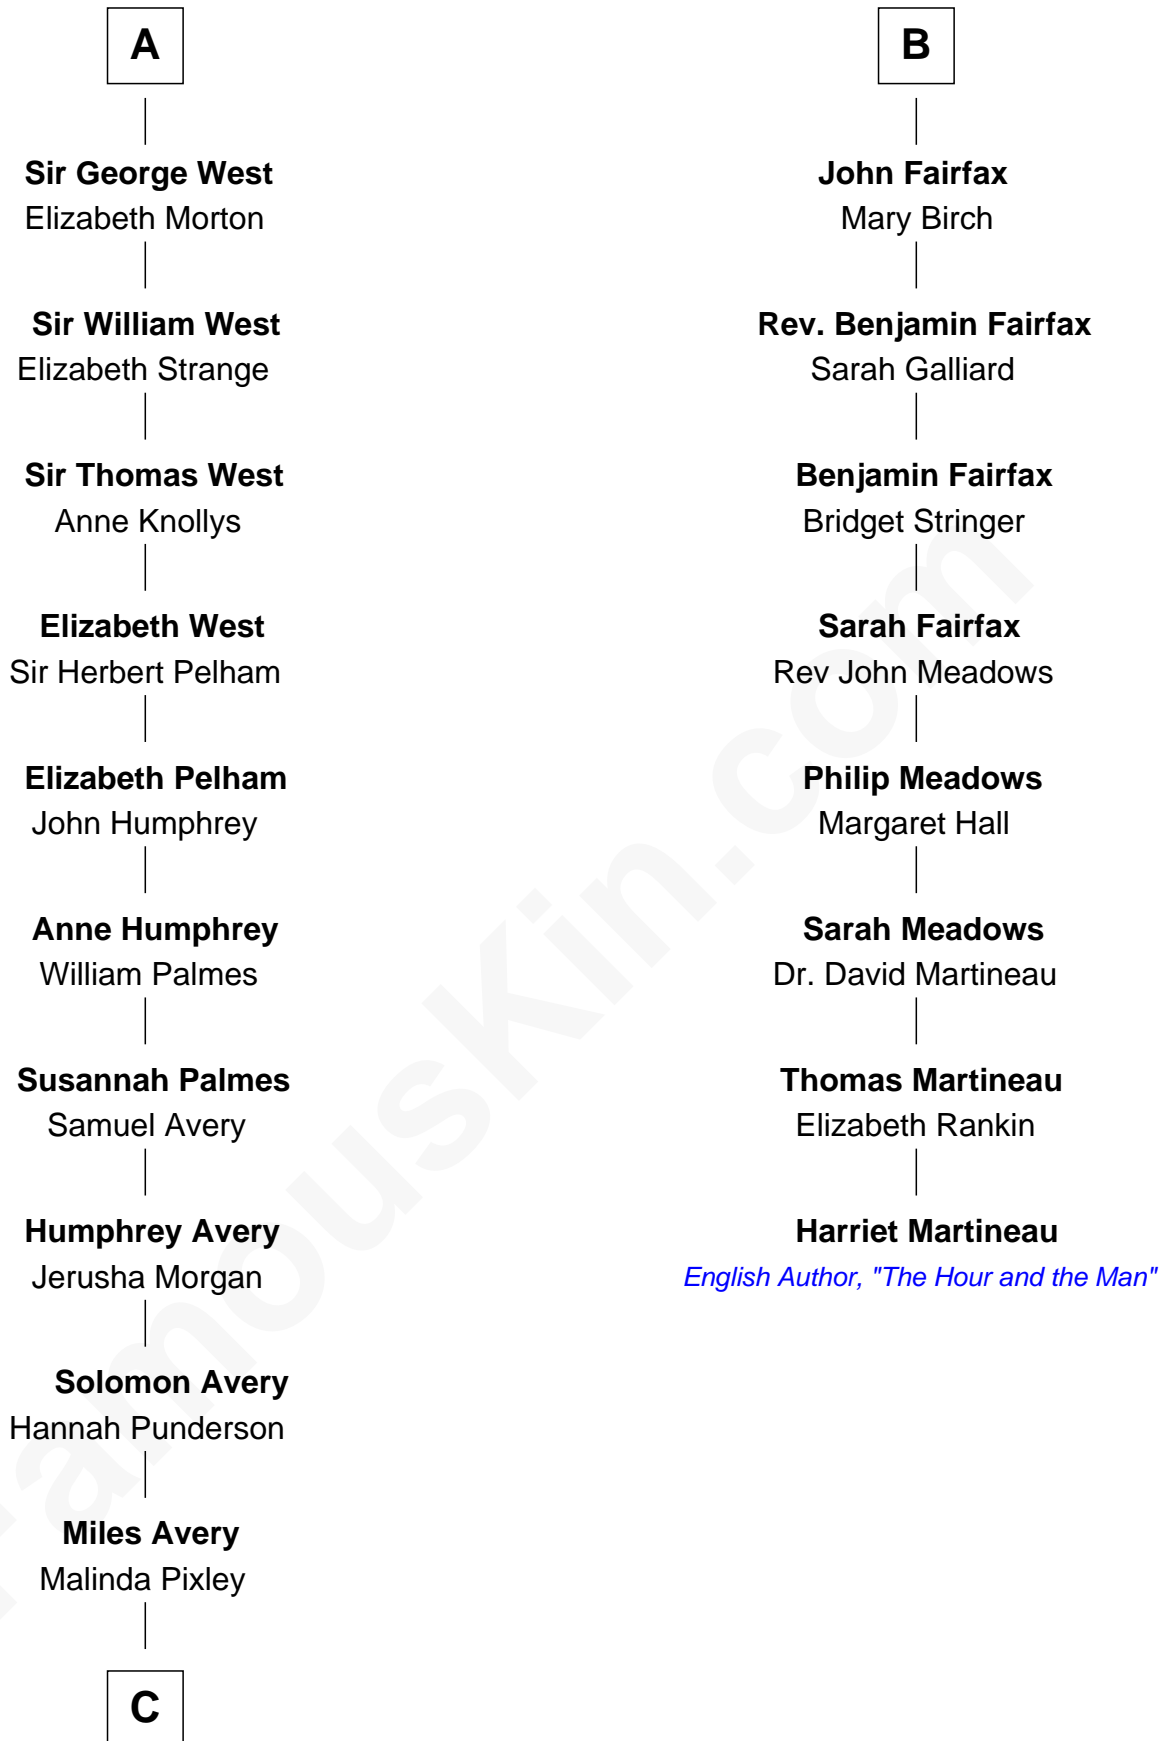 A
Sir George West
Elizabeth Morton
Sir William West
Elizabeth Strange
Sir Thomas West
Anne Knollys
Elizabeth West
Sir Herbert Pelham
Elizabeth Pelham
John Humphrey
Anne Humphrey
William Palmes
Susannah Palmes
Samuel Avery
Humphrey Avery
Jerusha Morgan
Solomon Avery
Hannah Punderson
Miles Avery
Malinda Pixley
C
B
John Fairfax
Mary Birch
Rev. Benjamin Fairfax
Sarah Galliard
Benjamin Fairfax
Bridget Stringer
Sarah Fairfax
Rev John Meadows
Philip Meadows
Margaret Hall
Sarah Meadows
Dr. David Martineau
Thomas Martineau
Elizabeth Rankin
Harriet Martineau
English Author, "The Hour and the Man"
FamousKin.com